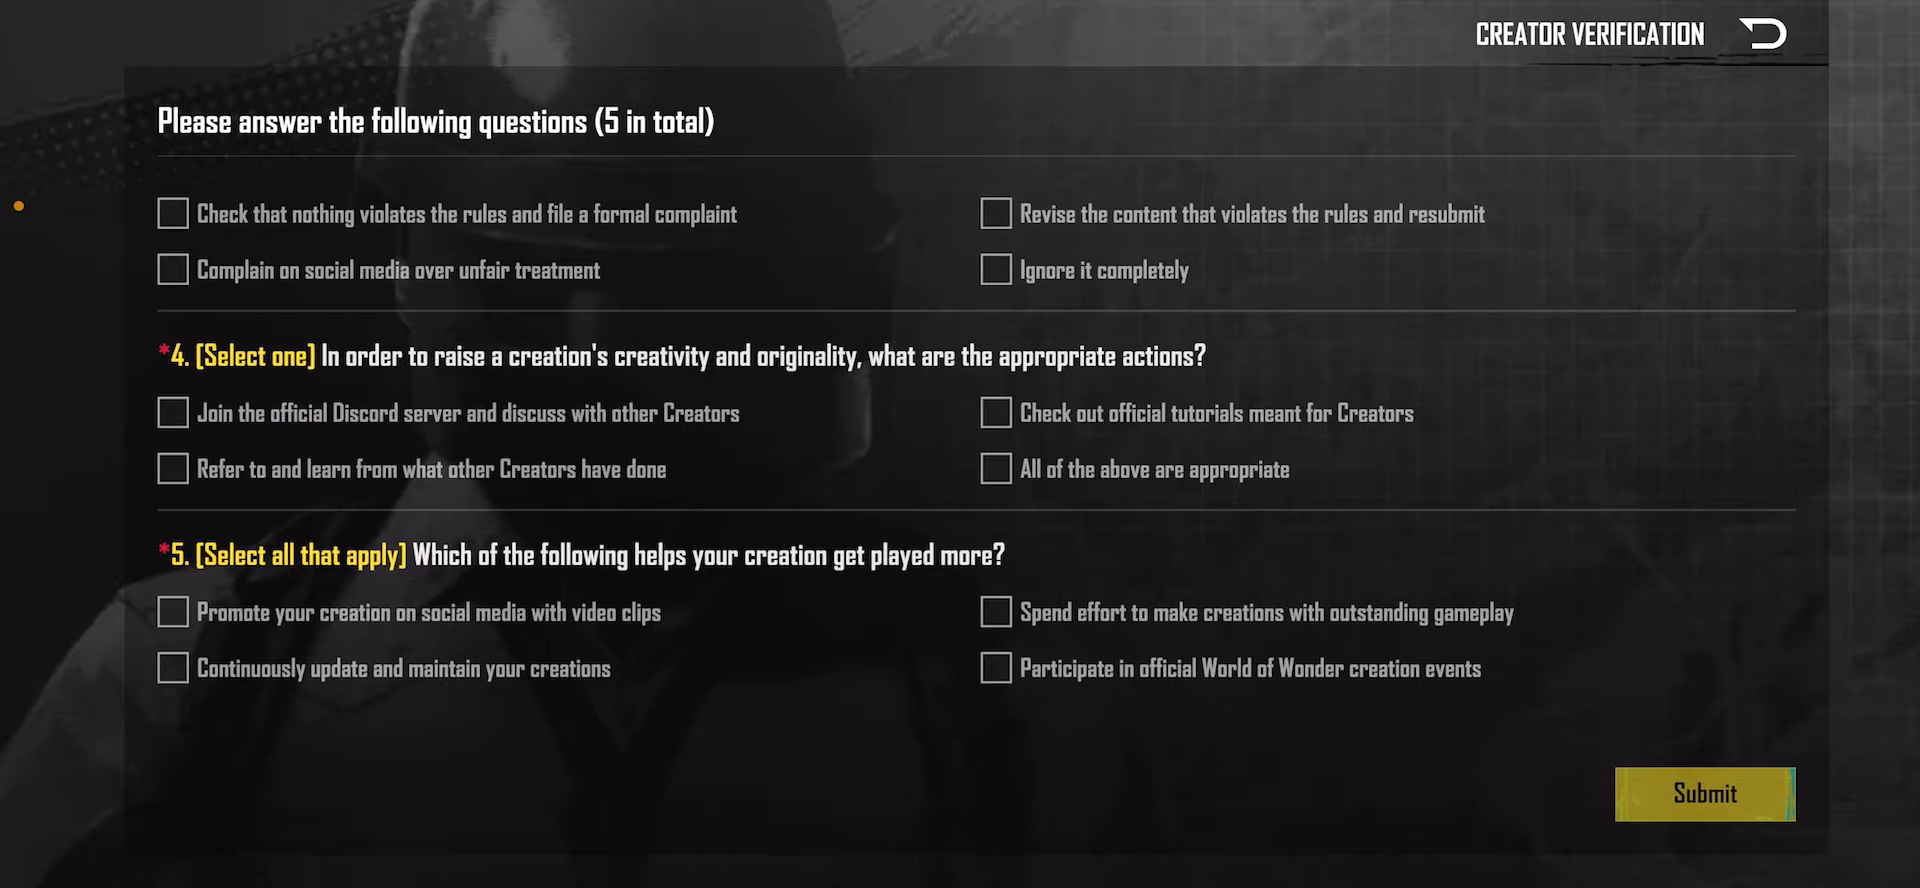 CREATOR VERIFICATION
Please answer the following questions (5 in total)
Check that nothing violates the rules and file a formal complaint
Revise the content that violates the rules and resubmit
Complain on social media over unfair treatment
Ignore it completely
*4. [Select one] In order to raise a creation's creativity and originality, what are the appropriate actions?
Join the official Discord server and discuss with other Creators
Check out official tutorials meant for Creators
Refer to and learn from what other Creators have done
All of the above are appropriate
*5. [Select all that apply] Which of the following helps your creation get played more?
Promote your creation on social media with video clips
Spend effort to make creations with outstanding gameplay
Continuously update and maintain your creations
Participate in official World of Wonder creation events
Submit